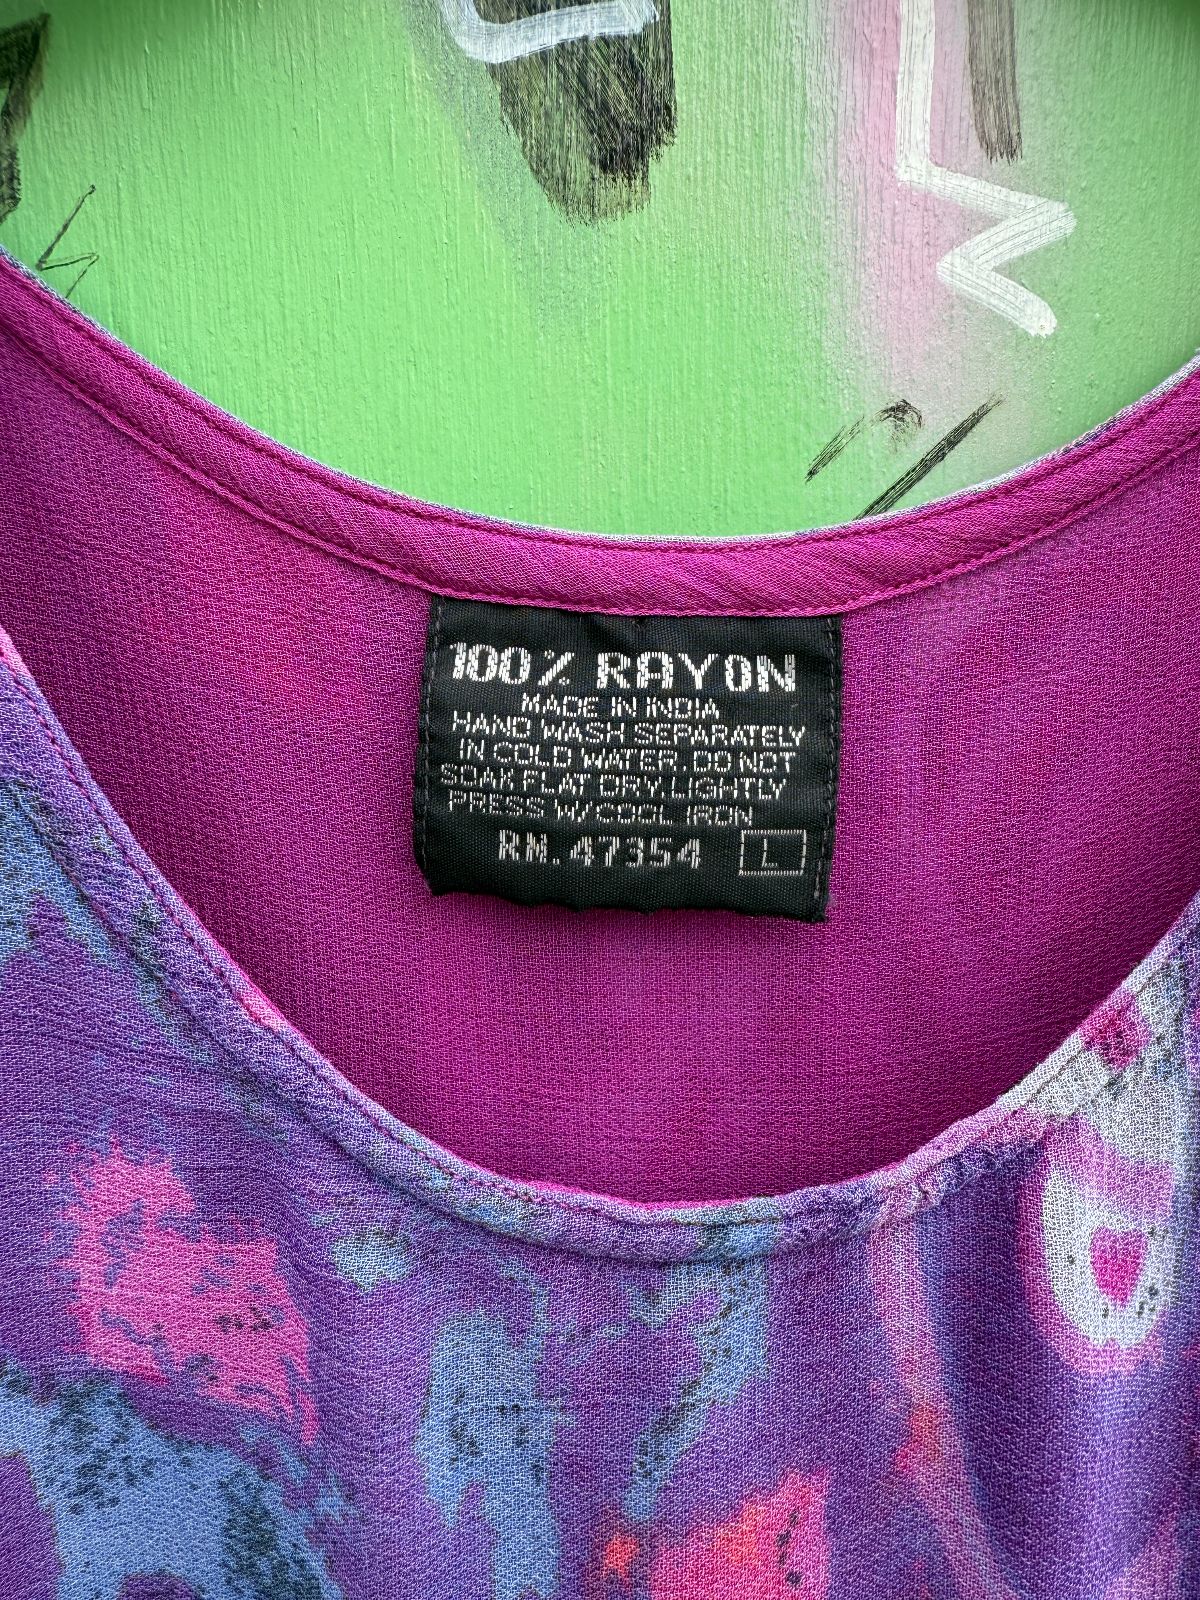 100% RAYON
MADE IN INDIA
HAND WASH SEPARATELY
IN COLD WATER. DO NOT
SOAK FLAT DRY, LIGHTLY
PRESS W/COOL IRON
RN.47354 L